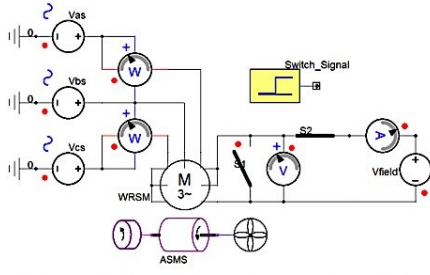 Vas
0
W
Switch_Signal
Vbs
0
W
S2
A
Vcs
0
M
3~
S1
V
Vfield
WRSM
ASMS